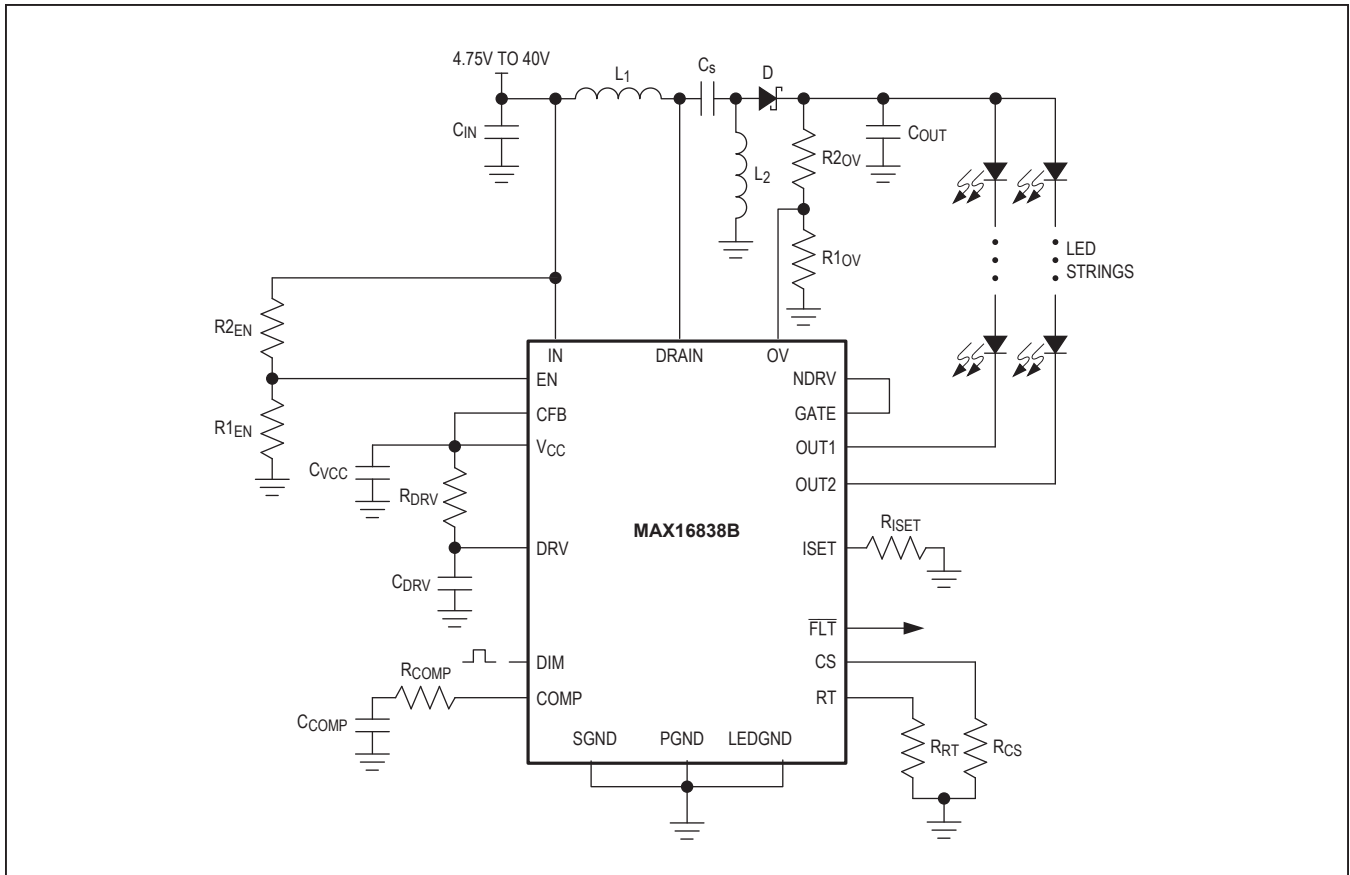 4.75V TO 40V
L1
Cs
D
CIN
COUT
R2OV
L2
R1OV
LED
STRINGS
R2EN
R1EN
IN
DRAIN
OV
EN
NDRV
CFB
GATE
VCC
OUT1
CVCC
RDRV
OUT2
MAX16838B
RISET
DRV
ISET
CDRV
FLT
DIM
CS
RCOMP
COMP
RT
CCOMP
SGND
PGND
LEDGND
RRT
RCS